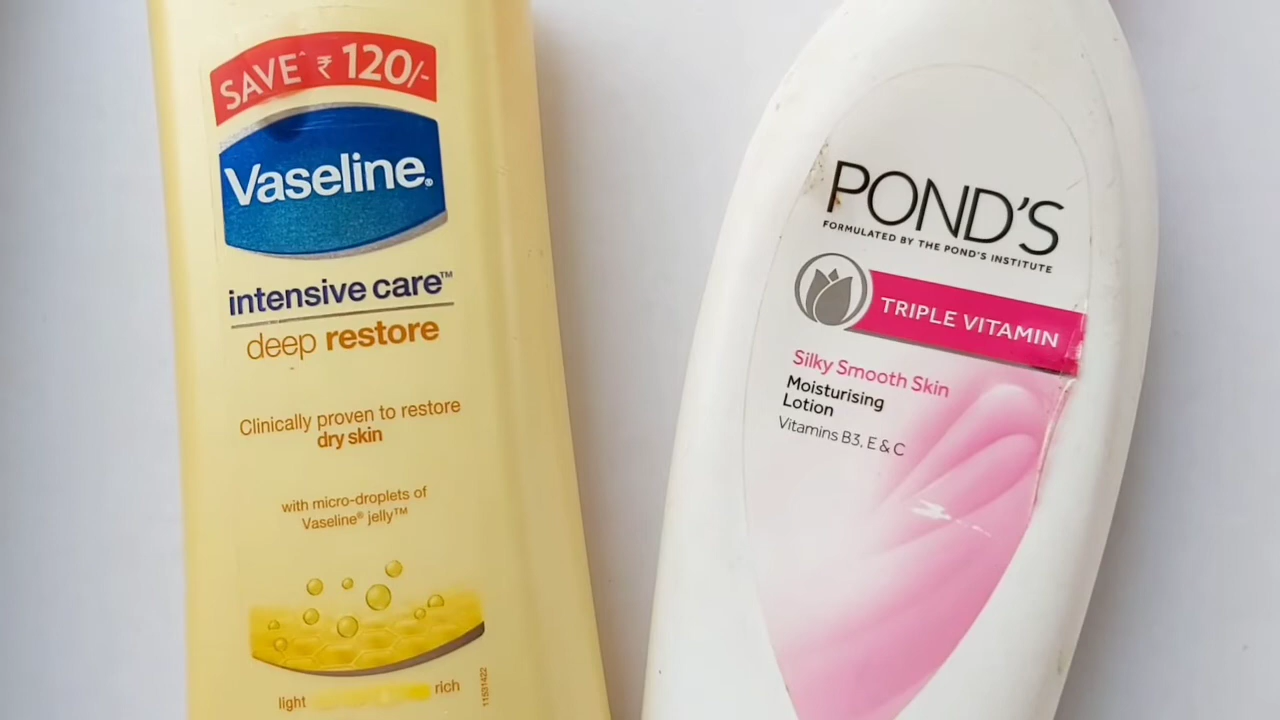 SAVE^ ₹ 120/-
Vaseline®
intensive care™
deep restore
Clinically proven to restore
dry skin
with micro-droplets of
Vaseline® jelly™
light rich
11531422
POND'S
FORMULATED BY THE POND'S INSTITUTE
TRIPLE VITAMIN
Silky Smooth Skin
Moisturising
Lotion
Vitamins B3, E & C